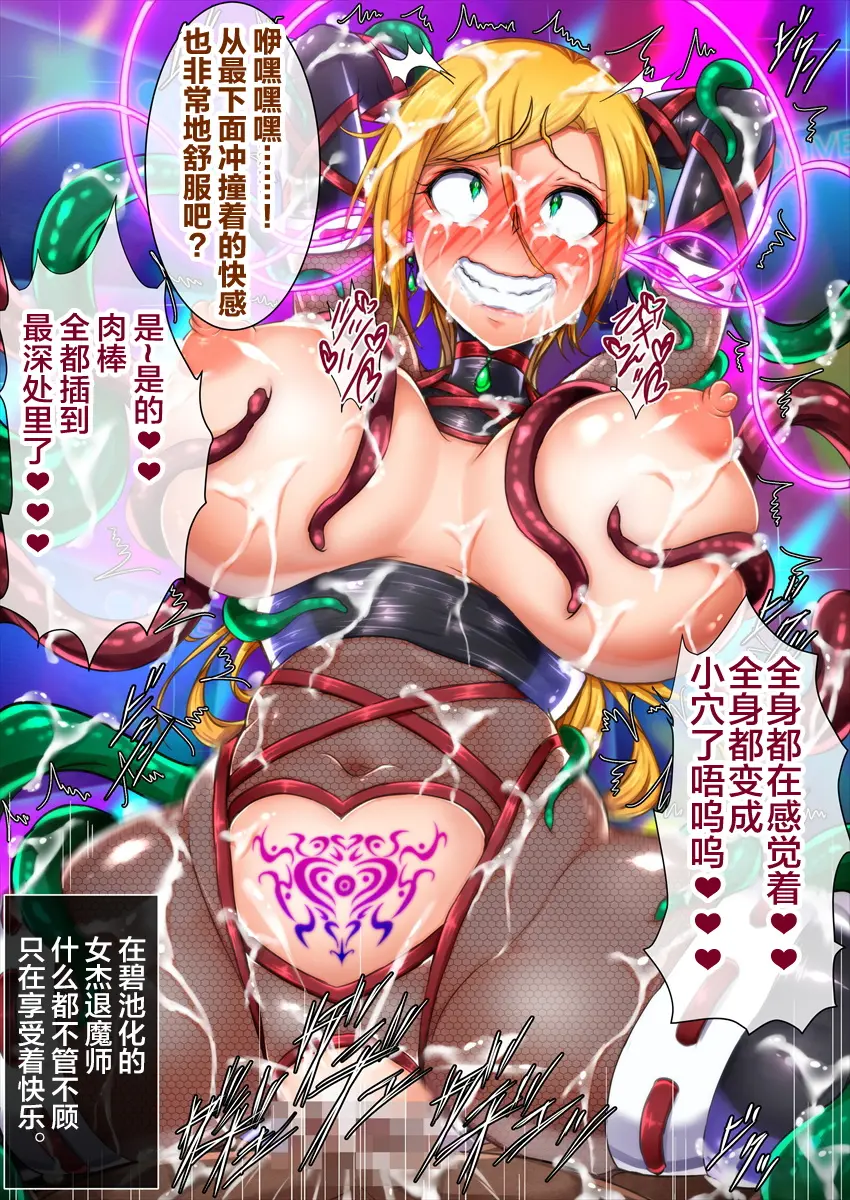 咿嘿嘿嘿……！
从最下面冲撞着的快感
也非常地舒服吧？
是~是的♥♥
肉棒
全都插到
最深处里了♥♥♥
全身都在感觉着♥♥
全身都变成
小穴了唔呜呜♥♥♥
在碧池化的
女杰退魔师
什么都不管不顾
只在享受着快乐。